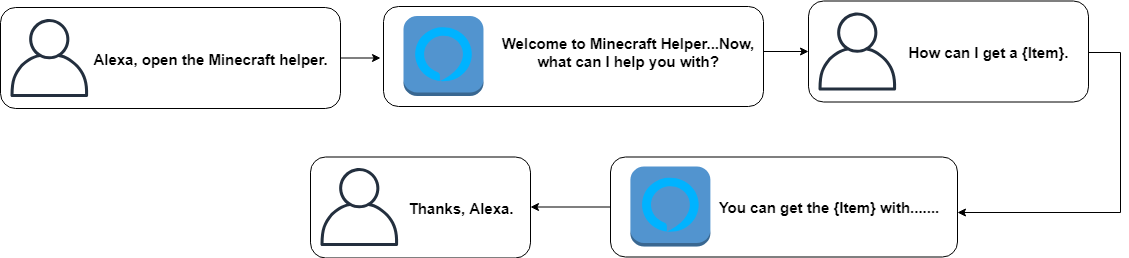 Alexa, open the Minecraft helper.
Welcome to Minecraft Helper...Now,
what can I help you with?
How can I get a {Item}.
You can get the {Item} with.......
Thanks, Alexa.